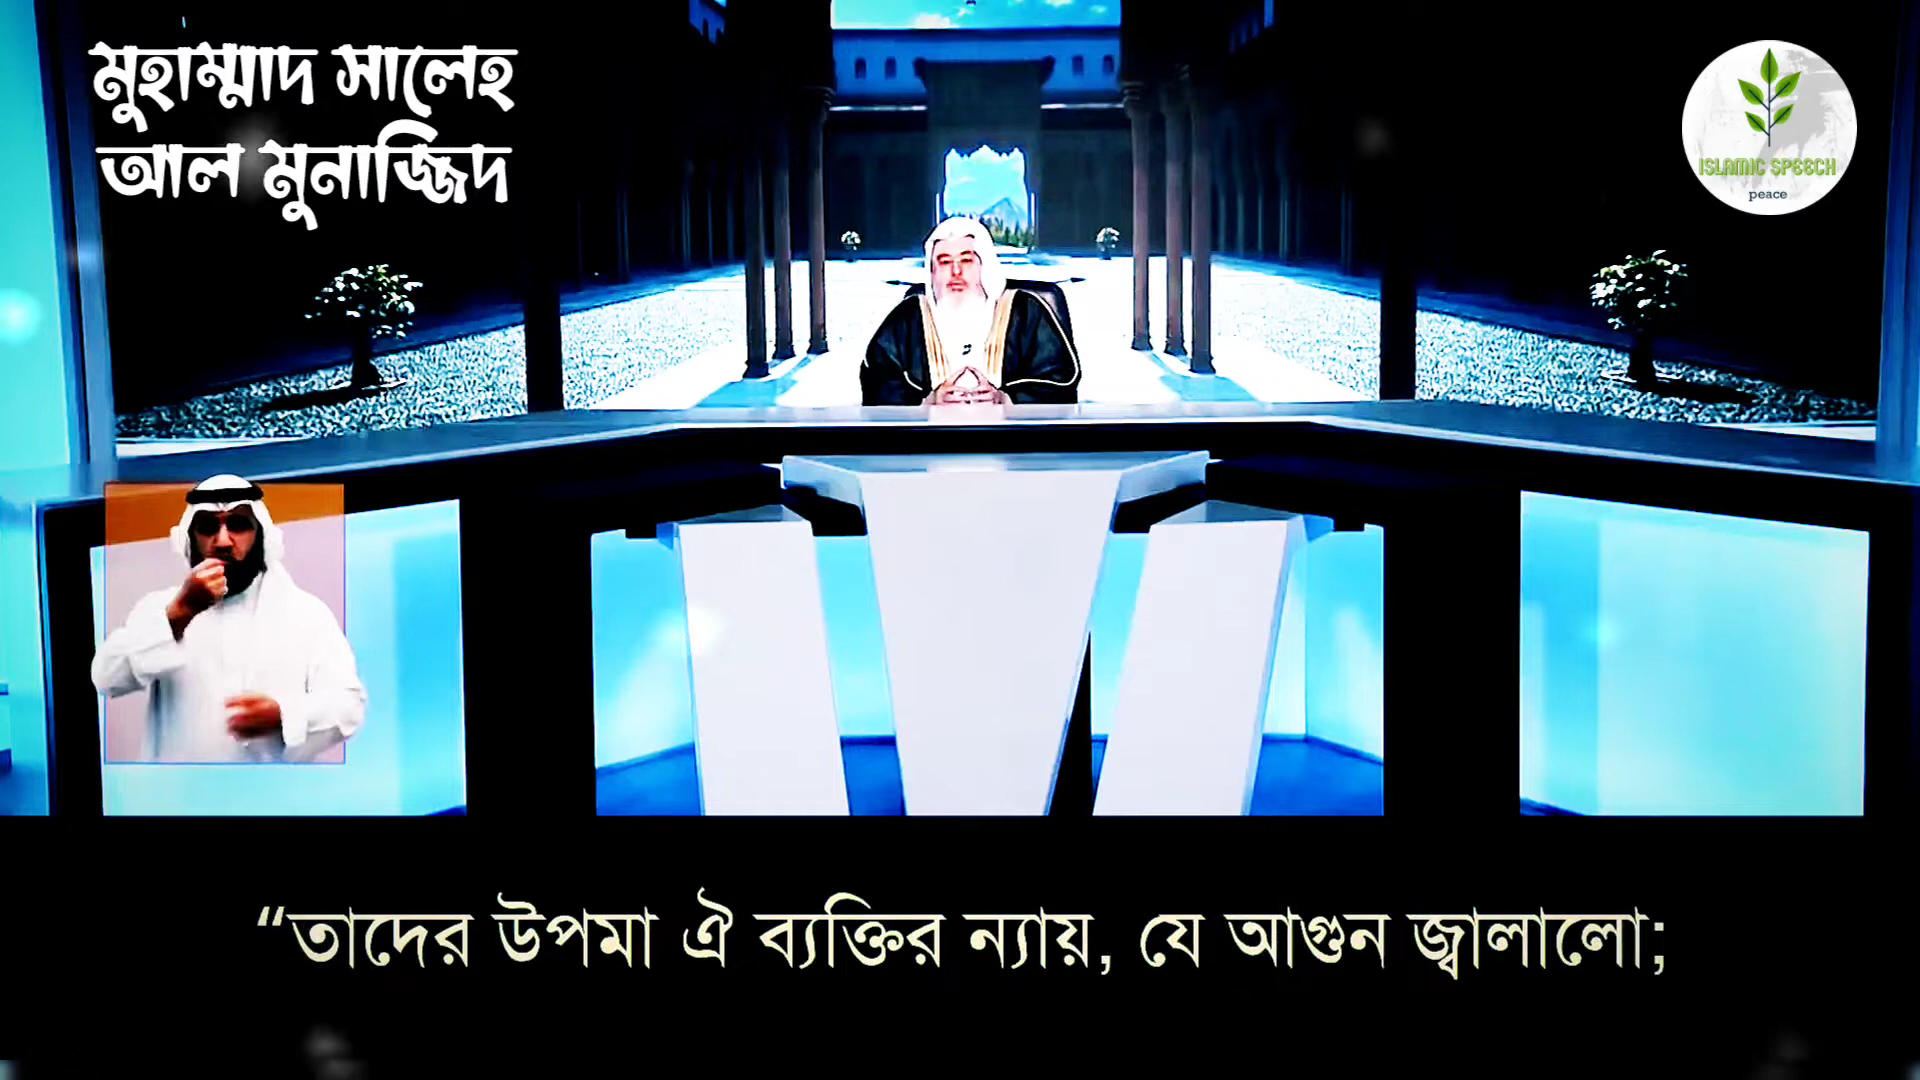 মুহাম্মাদ সালেহ
আল মুনাজ্জিদ
ISLAMIC SPEECH
peace
“তাদের উপমা ঐ ব্যক্তির ন্যায়, যে আগুন জ্বালালো;